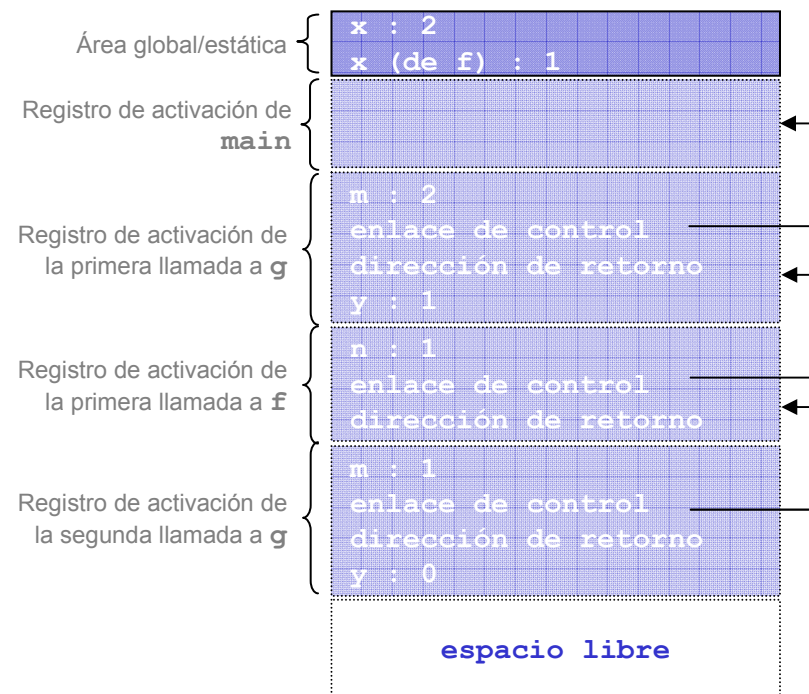 Área global/estática
x : 2
x (de f) : 1
Registro de activación de
main
Registro de activación de
la primera llamada a g
m : 2
enlace de control
dirección de retorno
y : 1
Registro de activación de
la primera llamada a f
n : 1
enlace de control
dirección de retorno
Registro de activación de
la segunda llamada a g
m : 1
enlace de control
dirección de retorno
y : 0
espacio libre